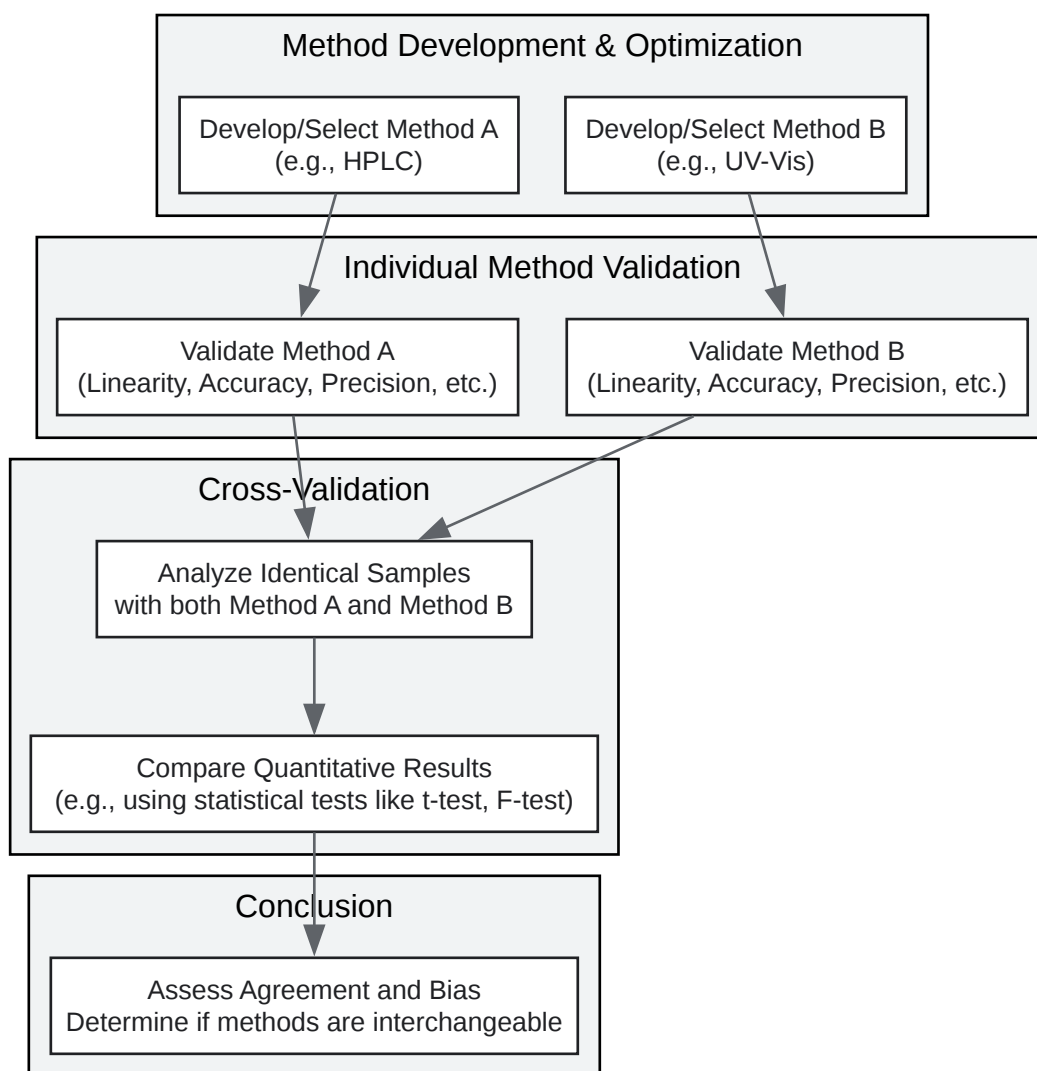 Method Development & Optimization
Develop/Select Method A
(e.g., HPLC)
Develop/Select Method B
(e.g., UV-Vis)
Individual Method Validation
Validate Method A
(Linearity, Accuracy, Precision, etc.)
Validate Method B
(Linearity, Accuracy, Precision, etc.)
Cross-Validation
Analyze Identical Samples
with both Method A and Method B
Compare Quantitative Results
(e.g., using statistical tests like t-test, F-test)
Conclusion
Assess Agreement and Bias
Determine if methods are interchangeable